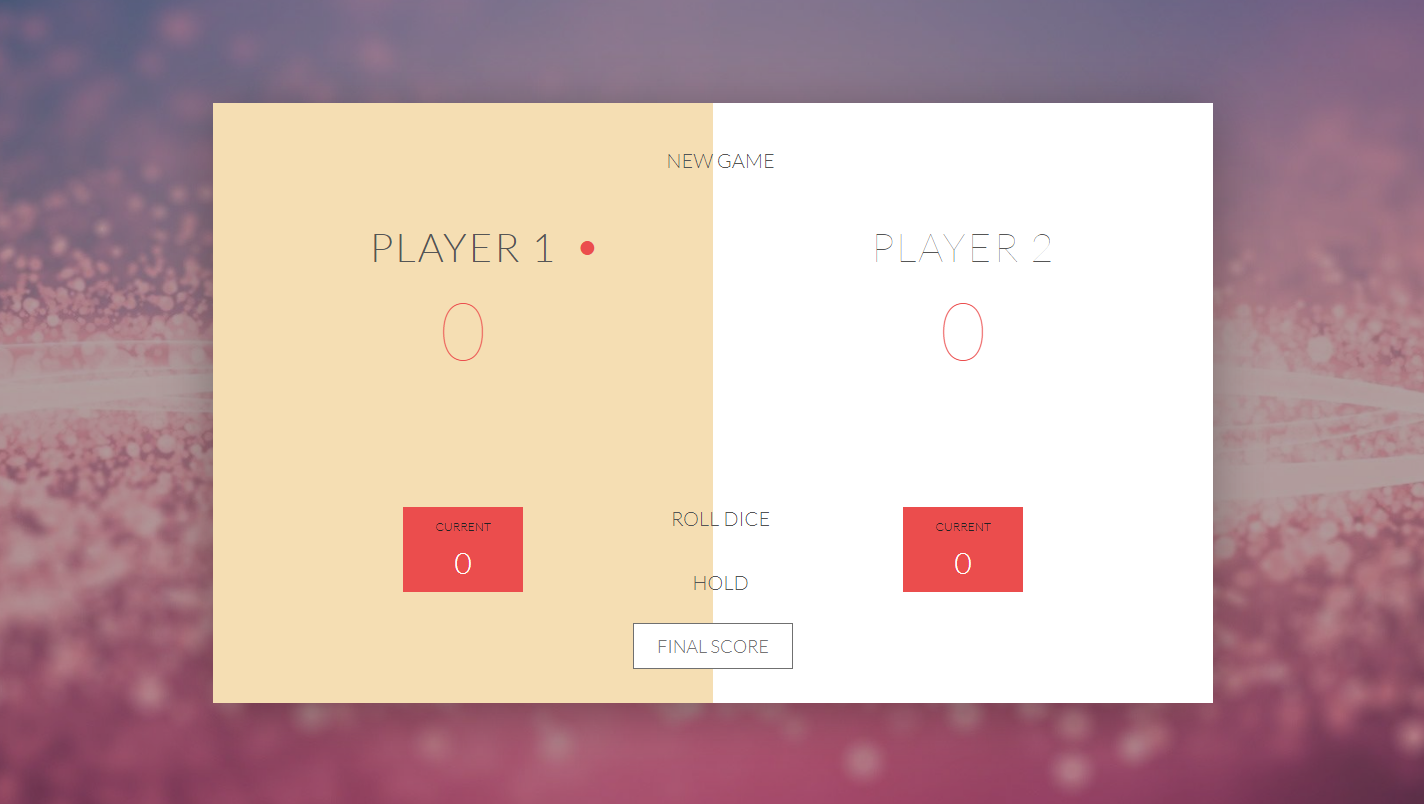 NEW GAME
PLAYER 1
PLAYER 2
0
0
CURRENT
0
CURRENT
0
ROLL DICE
HOLD
FINAL SCORE